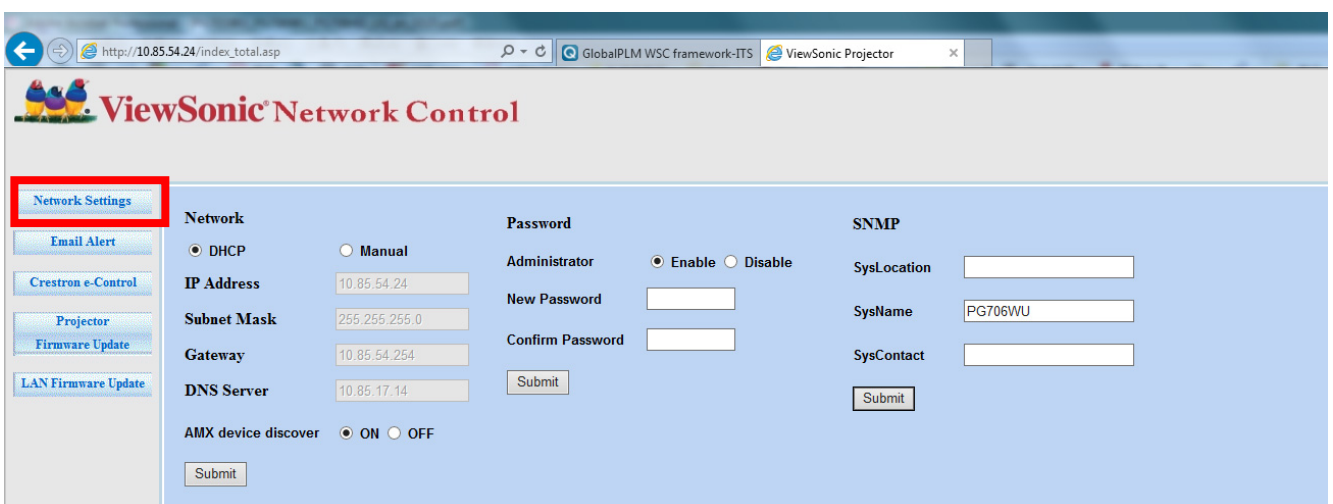 http://10.85.54.24/index_total.asp
GlobalPLM WSC framework-ITS
ViewSonic Projector
ViewSonic® Network Control
Network Settings
Email Alert
Crestron e-Control
Projector
Firmware Update
LAN Firmware Update
Network
DHCP Manual
IP Address 10.85.54.24
Subnet Mask 255.255.255.0
Gateway 10.85.54.254
DNS Server 10.85.17.14
AMX device discover ON OFF
Submit
Password
Administrator Enable Disable
New Password
Confirm Password
Submit
SNMP
SysLocation
SysName PG706WU
SysContact
Submit